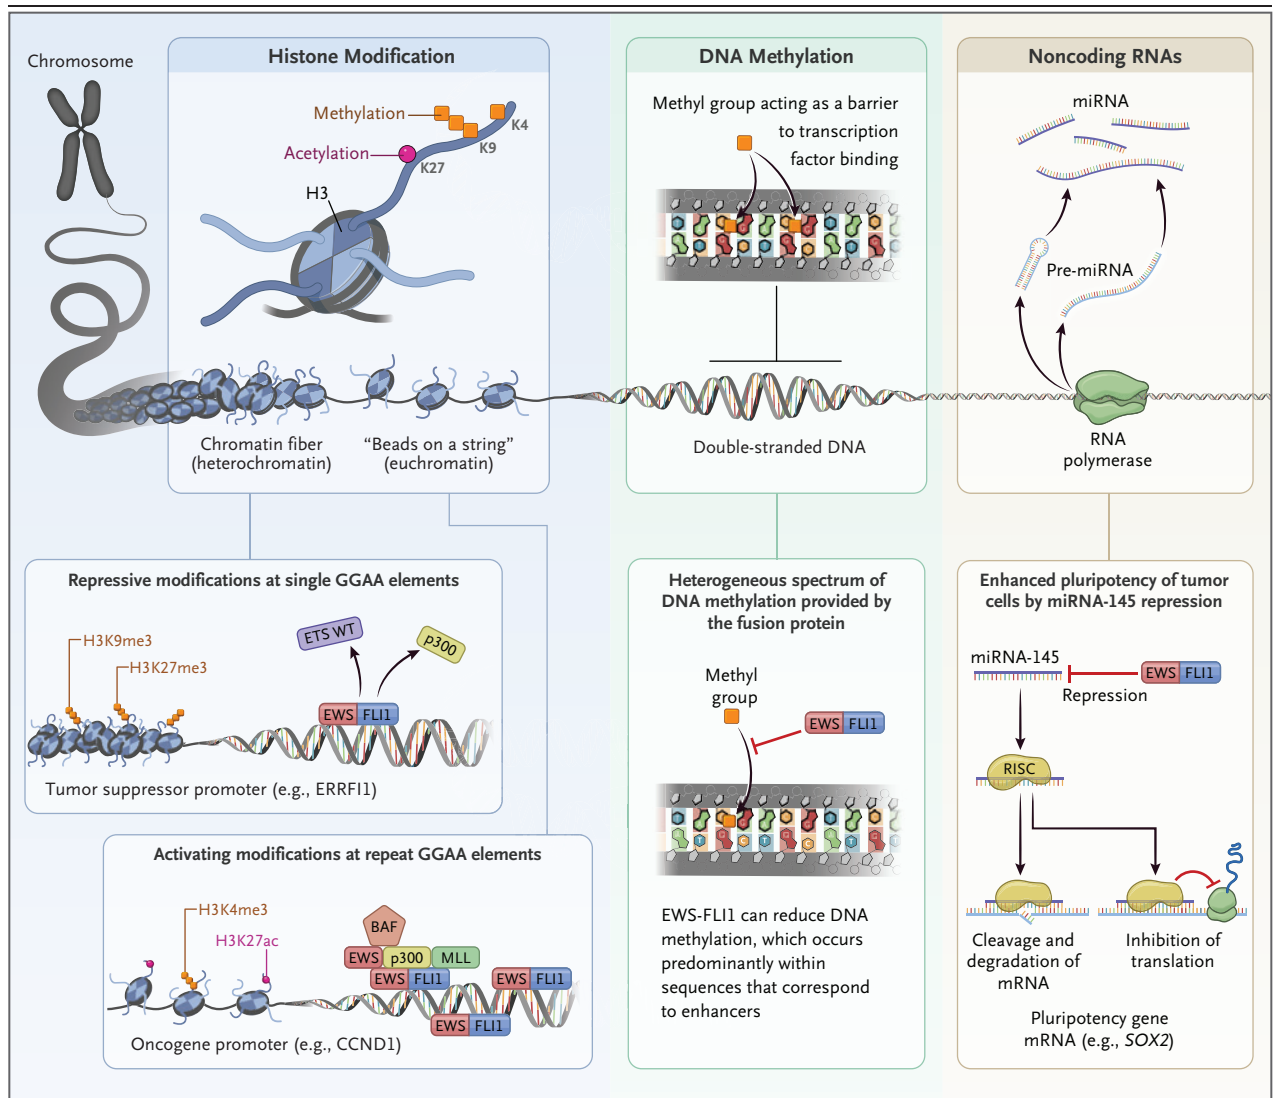 Chromosome
Histone Modification
Methylation
K4
K9
Acetylation
K27
H3
Chromatin fiber
(heterochromatin)
“Beads on a string”
(euchromatin)
DNA Methylation
Methyl group acting as a barrier
to transcription
factor binding
Double-stranded DNA
Noncoding RNAs
miRNA
Pre-miRNA
RNA
polymerase
Repressive modifications at single GGAA elements
H3K9me3
H3K27me3
ETS WT
p300
EWS FLI1
Tumor suppressor promoter (e.g., ERRFI1)
Activating modifications at repeat GGAA elements
H3K4me3
H3K27ac
BAF
EWS p300 MLL
EWS FLI1
EWS FLI1
EWS FLI1
Oncogene promoter (e.g., CCND1)
Heterogeneous spectrum of
DNA methylation provided by
the fusion protein
Methyl
group
EWS FLI1
EWS-FLI1 can reduce DNA
methylation, which occurs
predominantly within
sequences that correspond
to enhancers
Enhanced pluripotency of tumor
cells by miRNA-145 repression
miRNA-145
EWS FLI1
Repression
RISC
Cleavage and
degradation of
mRNA
Inhibition of
translation
Pluripotency gene
mRNA (e.g., SOX2)